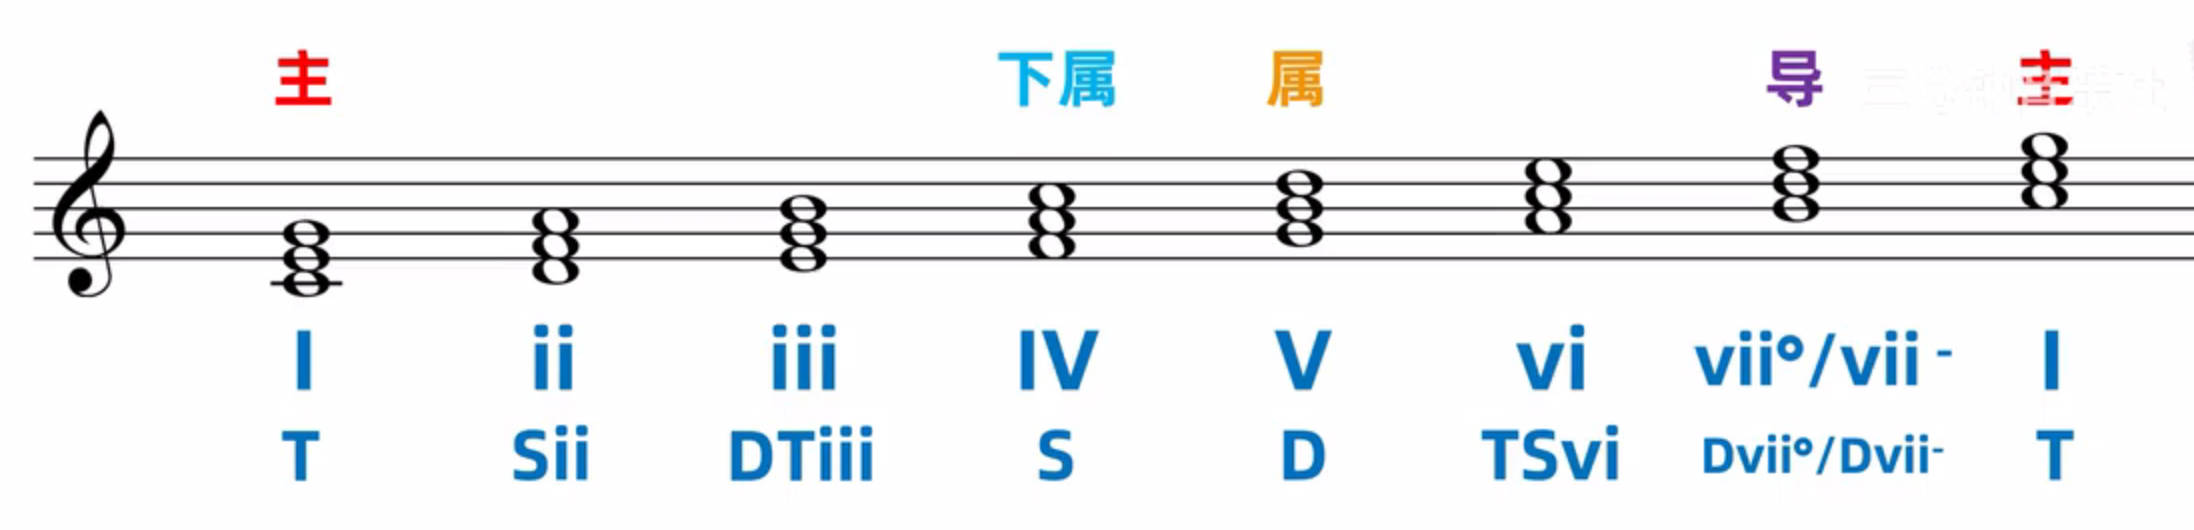 主 下属 属 导 主
I ii iii IV V vi vii°/vii - I
T Sii DTiii S D TSvi Dvii°/Dvii- T